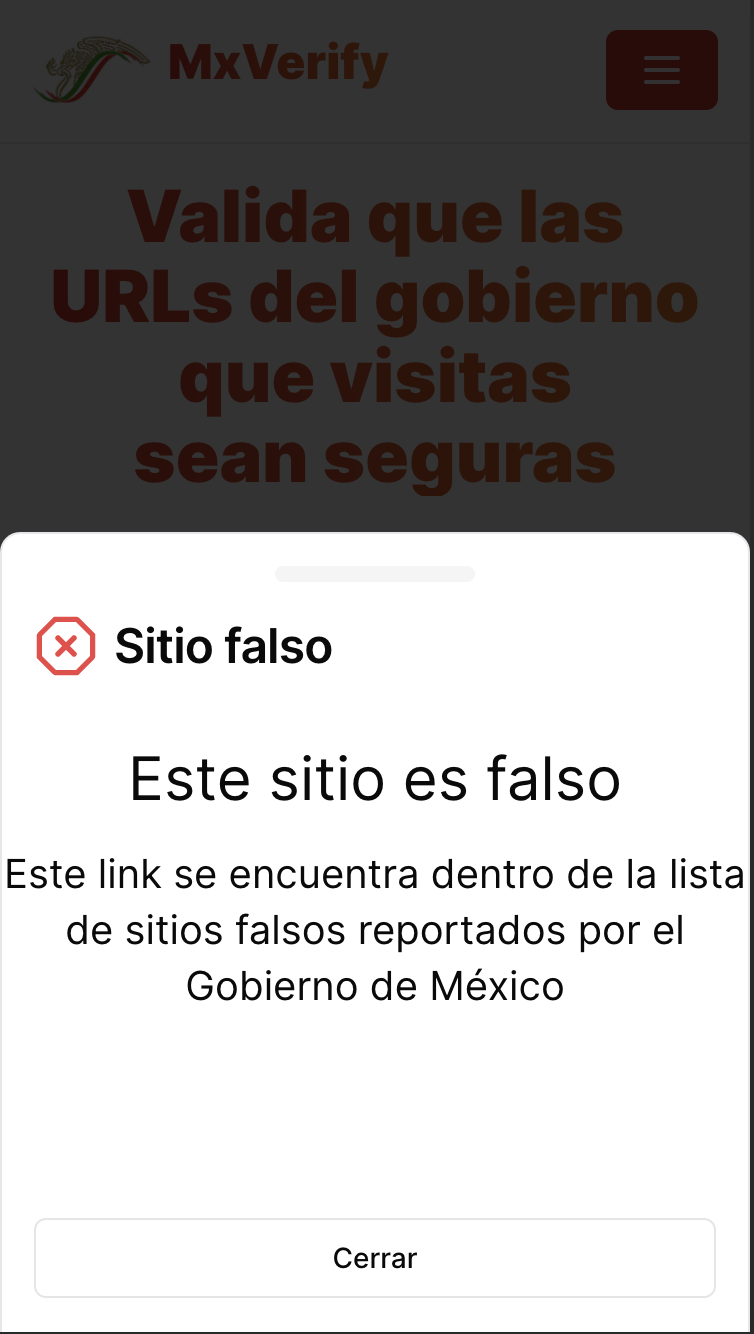 MxVerify
Valida que las
URLs del gobierno
que visitas
sean seguras
Sitio falso
Este sitio es falso
Este link se encuentra dentro de la lista
de sitios falsos reportados por el
Gobierno de México
Cerrar